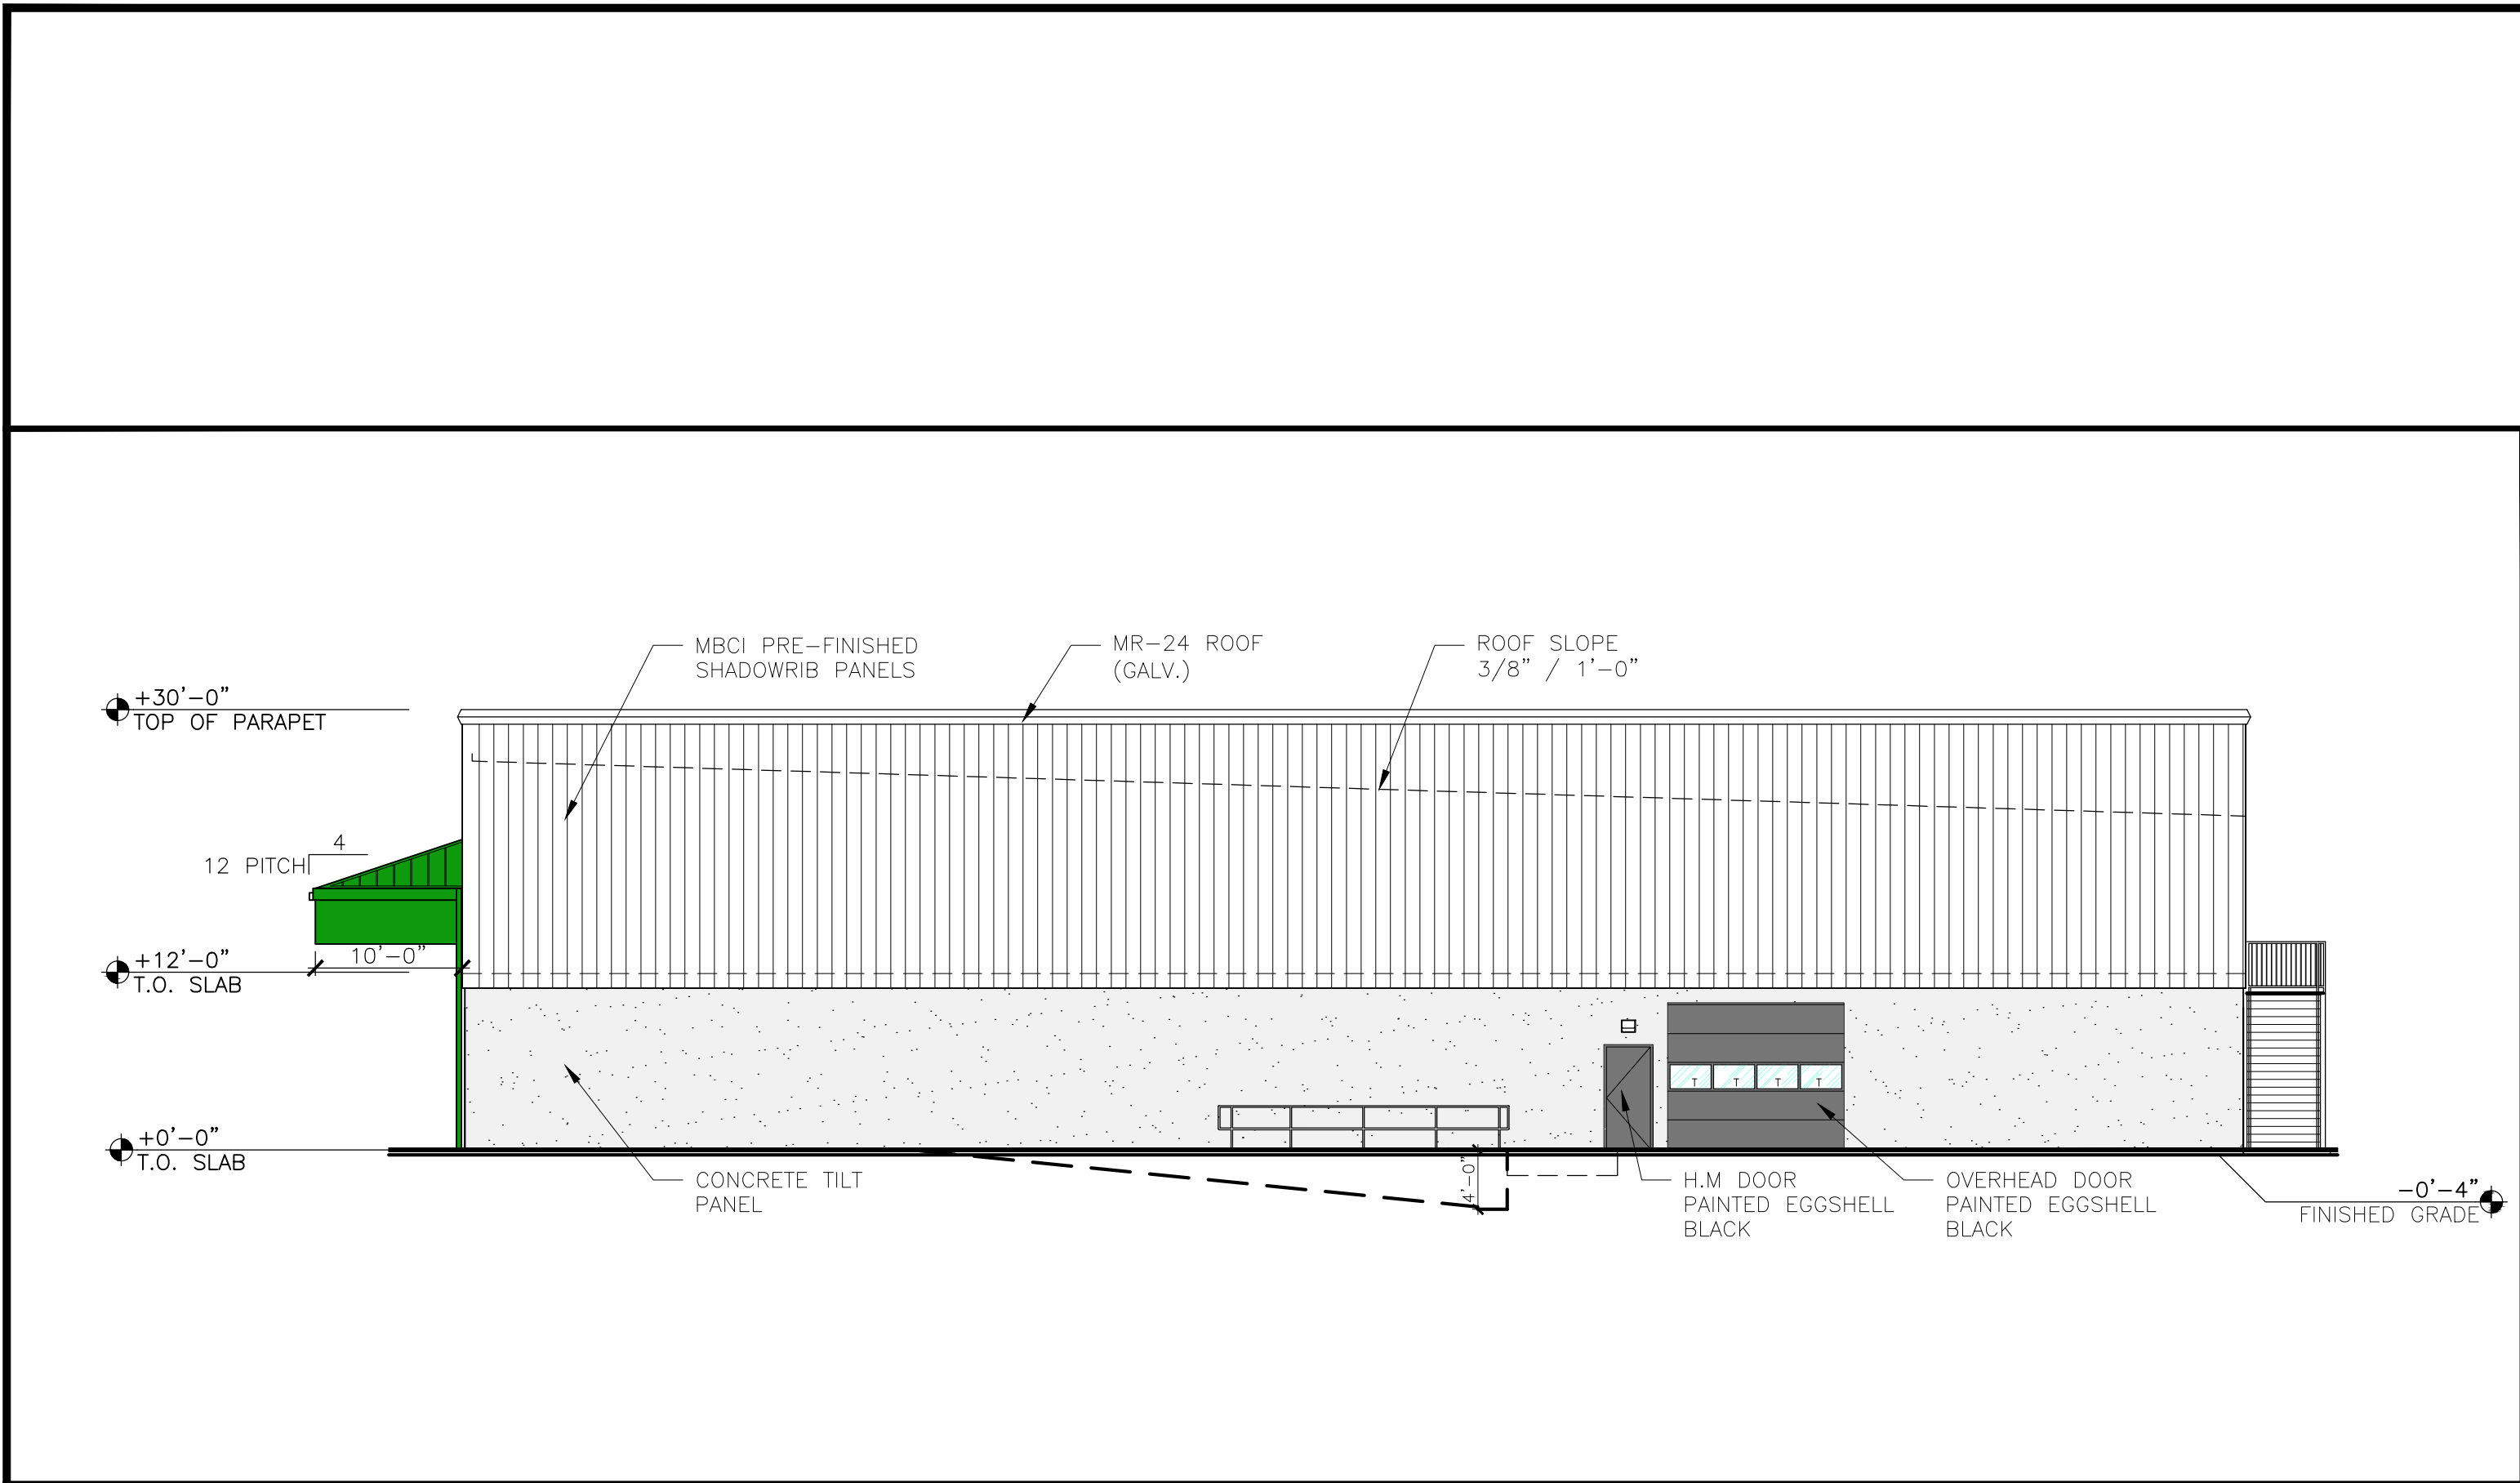 MBCI PRE-FINISHED
SHADOWRIB PANELS
MR-24 ROOF
(GALV.)
ROOF SLOPE
3/8" / 1'-0"
+30'-0"
TOP OF PARAPET
4
12 PITCH
10'-0"
+12'-0"
T.O. SLAB
T T T T
+0'-0"
T.O. SLAB
4'-0"
CONCRETE TILT
PANEL
H.M DOOR
PAINTED EGGSHELL
BLACK
OVERHEAD DOOR
PAINTED EGGSHELL
BLACK
-0'-4"
FINISHED GRADE